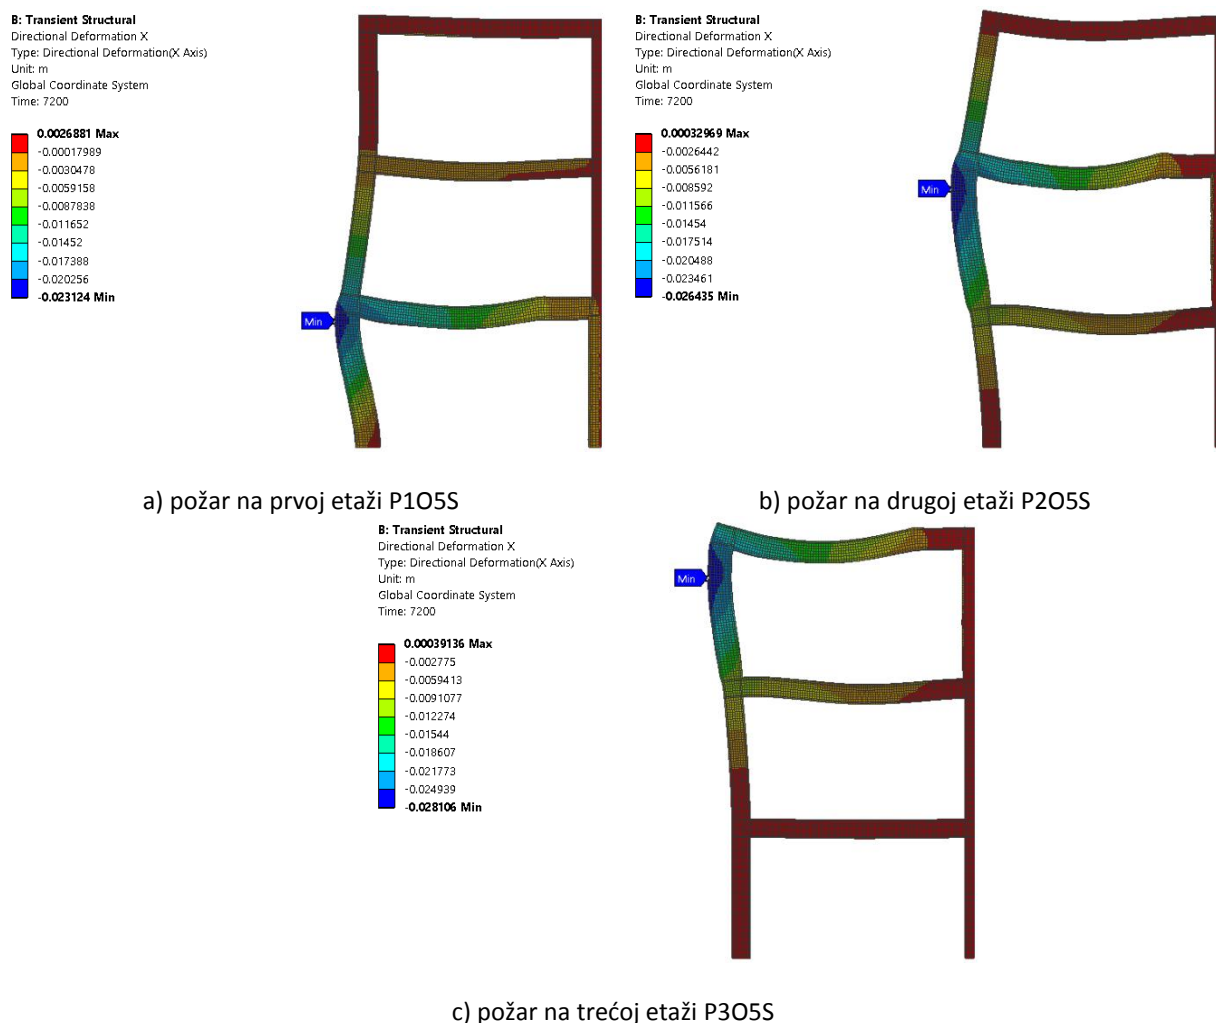 B: Transient Structural
Directional Deformation X
Type: Directional Deformation(X Axis)
Unit: m
Global Coordinate System
Time: 7200
0.0026881 Max
-0.00017989
-0.0030478
-0.0059158
-0.0087838
-0.011652
-0.01452
-0.017388
-0.020256
-0.023124 Min
Min
a) požar na prvoj etaži P1O5S
B: Transient Structural
Directional Deformation X
Type: Directional Deformation(X Axis)
Unit: m
Global Coordinate System
Time: 7200
0.00032969 Max
-0.0026442
-0.0056181
-0.008592
-0.011566
-0.01454
-0.017514
-0.020488
-0.023461
-0.026435 Min
Min
b) požar na drugoj etaži P2O5S
B: Transient Structural
Directional Deformation X
Type: Directional Deformation(X Axis)
Unit: m
Global Coordinate System
Time: 7200
0.00039136 Max
-0.002775
-0.0059413
-0.0091077
-0.012274
-0.01544
-0.018607
-0.021773
-0.024939
-0.028106 Min
Min
c) požar na trećoj etaži P3O5S